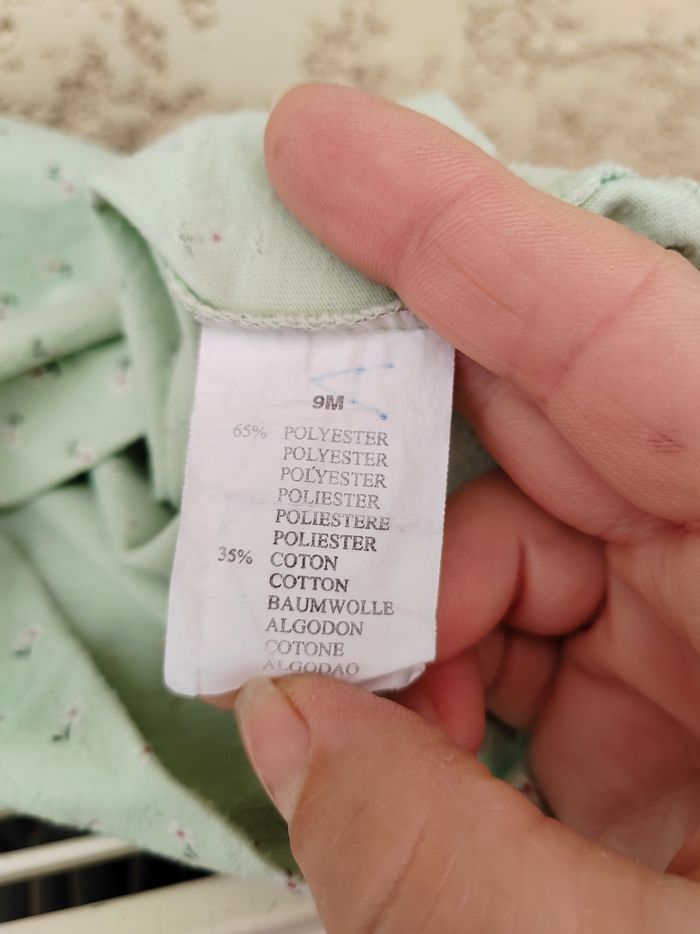 9M
65% POLYESTER
POLYESTER
POLYESTER
POLIESTER
POLIESTERE
POLIESTER
35% COTON
COTTON
BAUMWOLLE
ALGODON
COTONE
ALGODAO